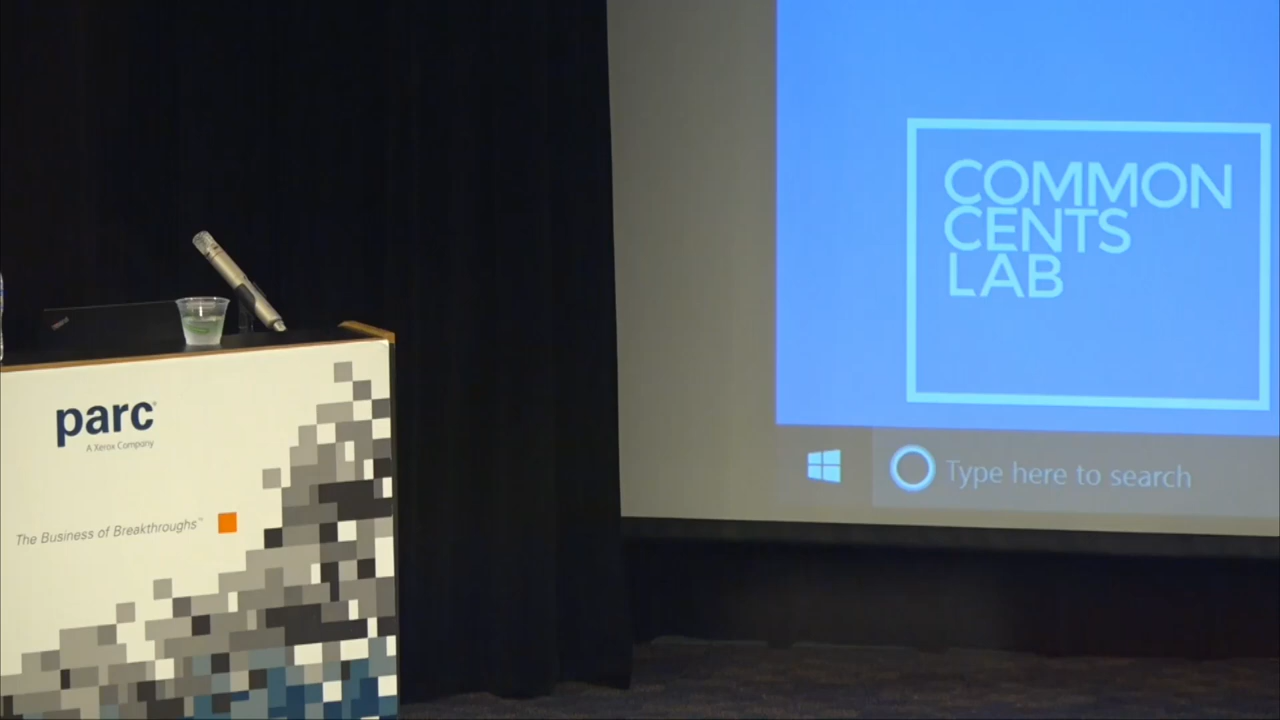 parc
A Xerox Company
The Business of Breakthroughs™
COMMON
CENTS
LAB
Type here to search